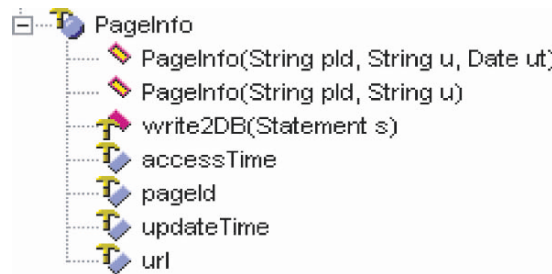 PageInfo
PageInfo(String pId, String u, Date ut)
PageInfo(String pId, String u)
write2DB(Statement s)
accessTime
pageId
updateTime
url